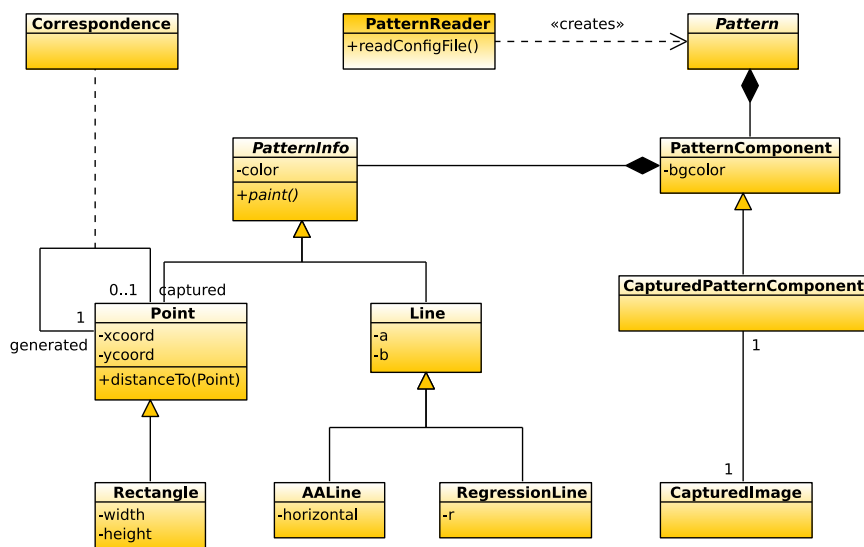 Correspondence
PatternReader
+readConfigFile()
«creates»
Pattern
PatternInfo
-color
+paint()
PatternComponent
-bgcolor
0..1
captured
1
generated
Point
-xcoord
-ycoord
+distanceTo(Point)
Line
-a
-b
CapturedPatternComponent
1
1
Rectangle
-width
-height
AALine
-horizontal
RegressionLine
-r
CapturedImage